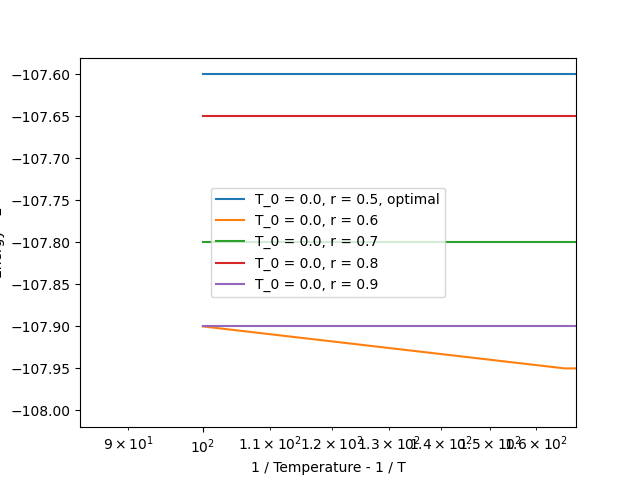 −107.60
−107.65
−107.70
−107.75
−107.80
−107.85
−107.90
−107.95
−108.00
T_0 = 0.0, r = 0.5, optimal
T_0 = 0.0, r = 0.6
T_0 = 0.0, r = 0.7
T_0 = 0.0, r = 0.8
T_0 = 0.0, r = 0.9
9 × 10¹ 10² 1.1 × 10² 1.2 × 10² 1.3 × 10² 1.4 × 10² 1.5 × 10² 1.6 × 10²
1 / Temperature - 1 / T